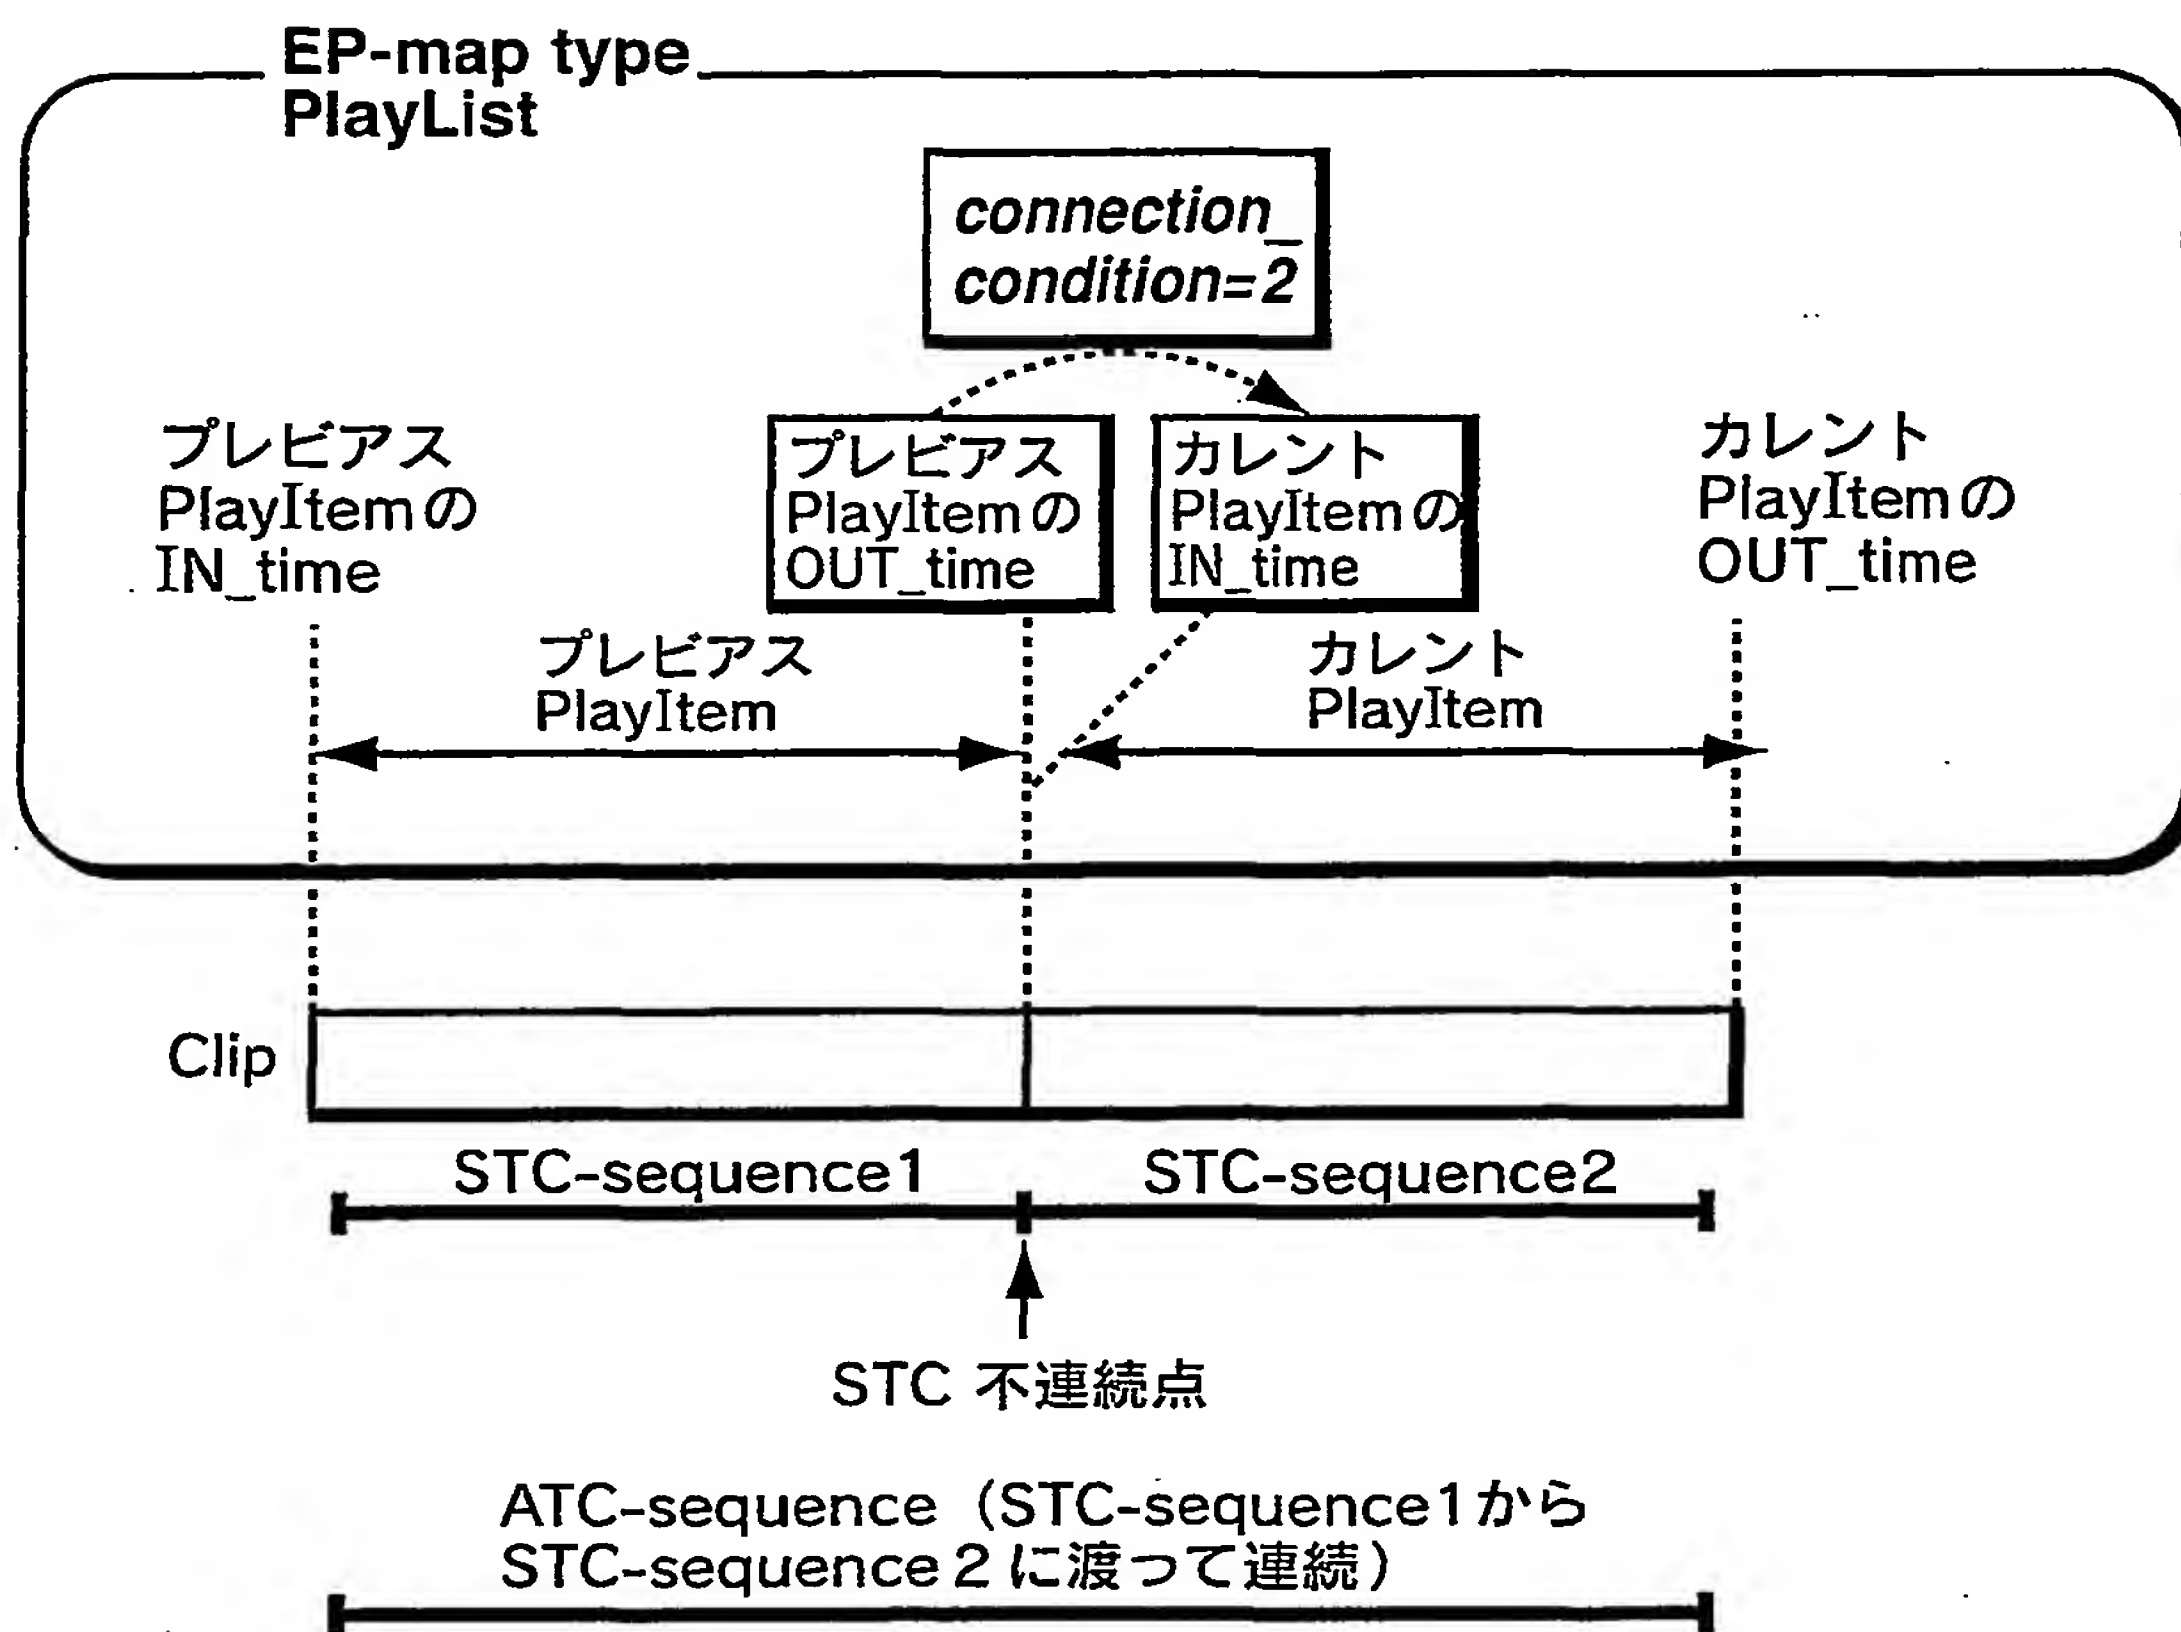 EP-map type
PlayList
connection_
condition=2
プレビアス
PlayItemの
IN_time
プレビアス
PlayItemの
OUT_time
カレント
PlayItemの
IN_time
カレント
PlayItemの
OUT_time
プレビアス
PlayItem
カレント
PlayItem
Clip
STC-sequence1
STC-sequence2
STC 不連続点
ATC-sequence (STC-sequence1から
STC-sequence2に渡って連続)